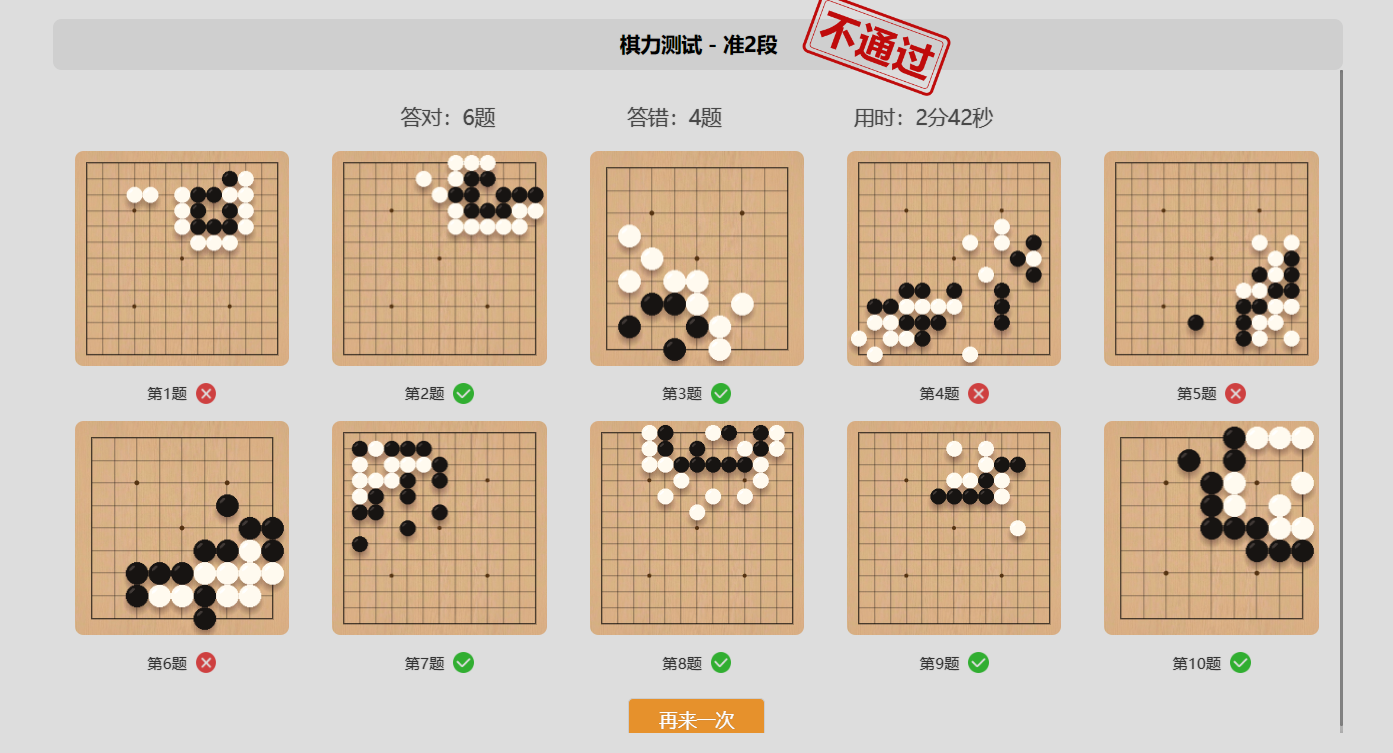 棋力测试 - 准2段
不通过
答对：6题
答错：4题
用时：2分42秒
第1题
第2题
第3题
第4题
第5题
第6题
第7题
第8题
第9题
第10题
再来一次